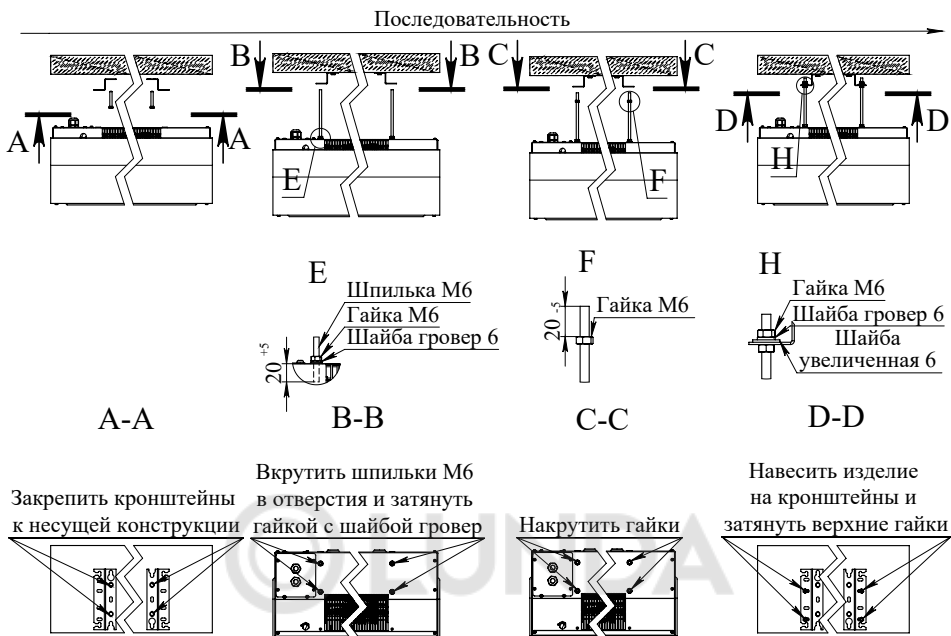 Последовательность
B
B
C
C
A
A
D
D
E
F
H
E
F
H
Шпилька М6
Гайка М6
Шайба гровер 6
20 +5
20 -5
Гайка М6
Гайка М6
Шайба гровер 6
Шайба
увеличенная 6
A-A
B-B
C-C
D-D
Закрепить кронштейны
к несущей конструкции
Вкрутить шпильки М6
в отверстия и затянуть
гайкой с шайбой гровер
Накрутить гайки
Навесить изделие
на кронштейны и
затянуть верхние гайки
© LUNDA